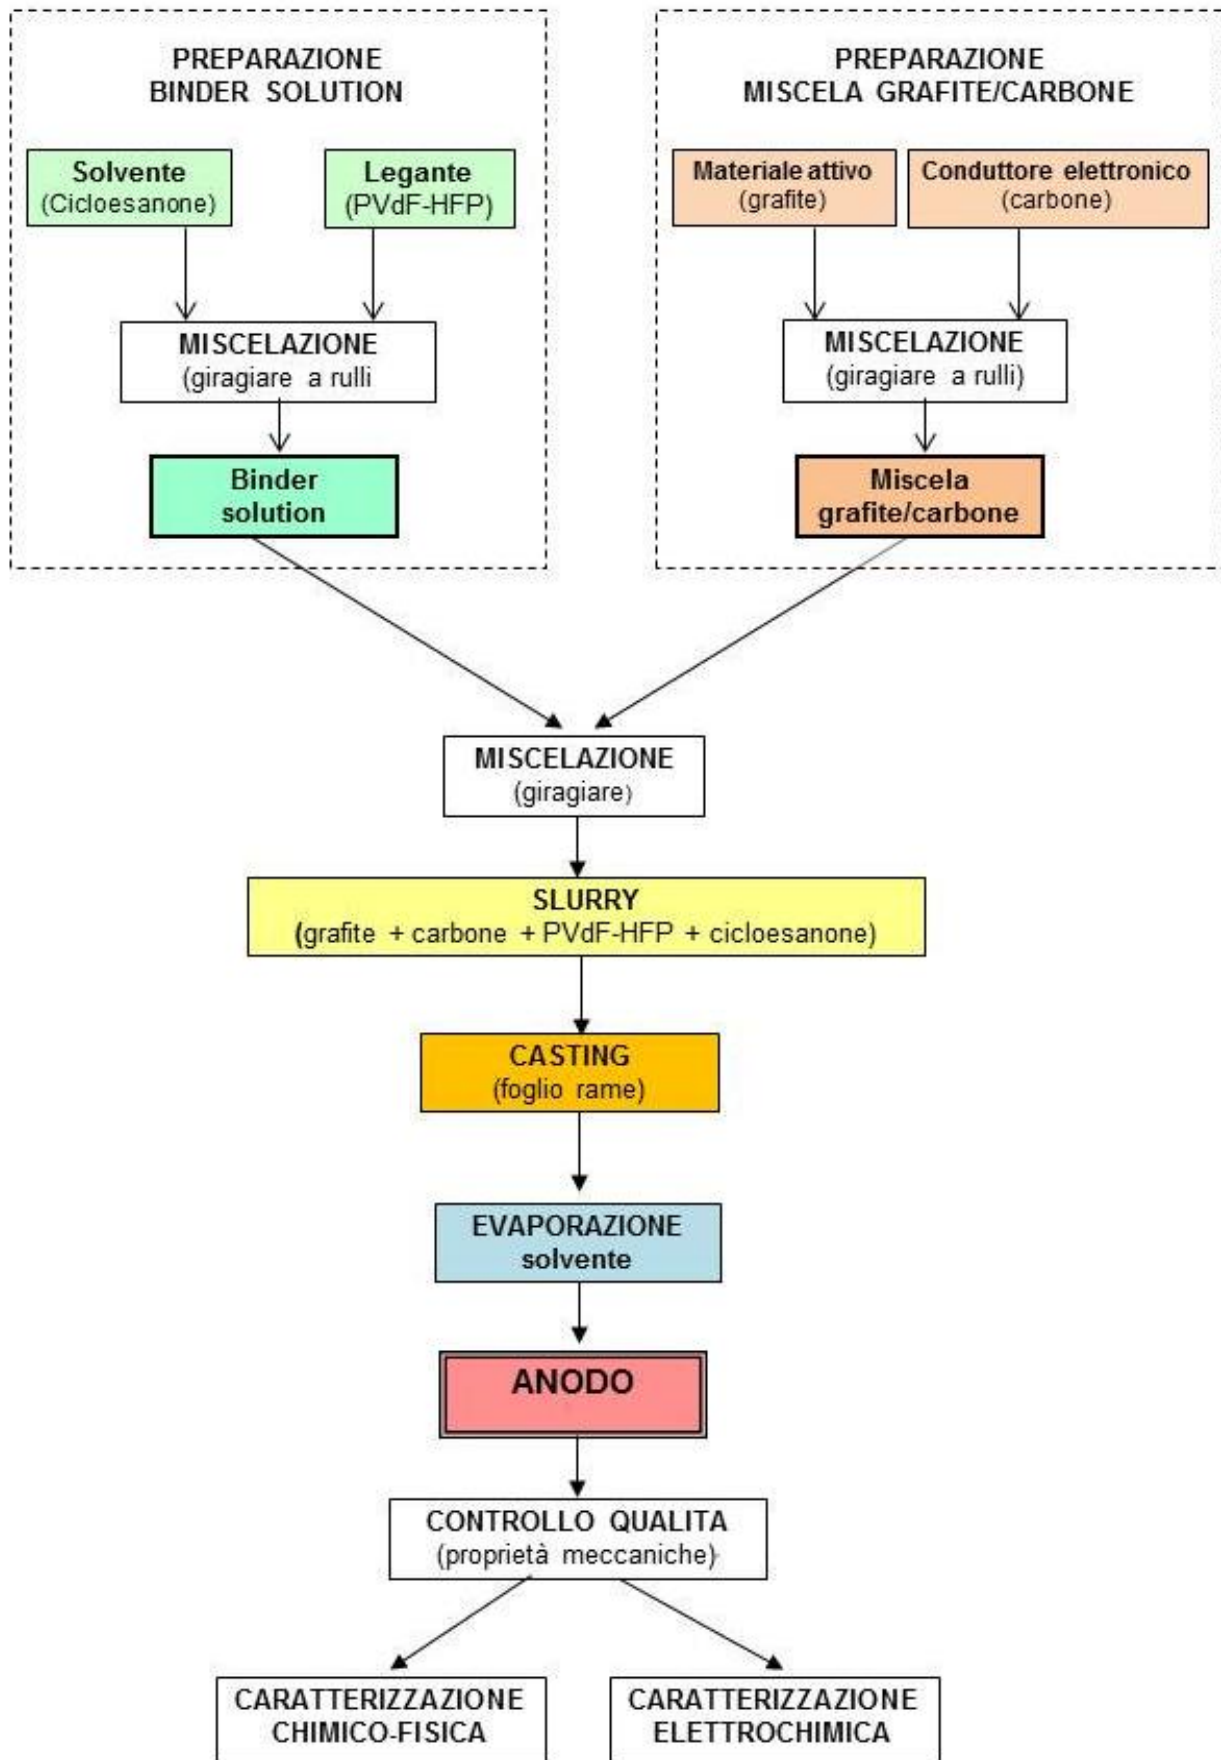 PREPARAZIONE
BINDER SOLUTION
Solvente
(Cicloesanone)
Legante
(PVdF-HFP)
MISCELAZIONE
(giragiare a rulli
Binder
solution
PREPARAZIONE
MISCELA GRAFITE/CARBONE
Materiale attivo
(grafite)
Conduttore elettronico
(carbone)
MISCELAZIONE
(giragiare a rulli)
Miscela
grafite/carbone
MISCELAZIONE
(giragiare)
SLURRY
(grafite + carbone + PVdF-HFP + cicloesanone)
CASTING
(foglio rame)
EVAPORAZIONE
solvente
ANODO
CONTROLLO QUALITA
(proprietà meccaniche)
CARATTERIZZAZIONE
CHIMICO-FISICA
CARATTERIZZAZIONE
ELETTROCHIMICA